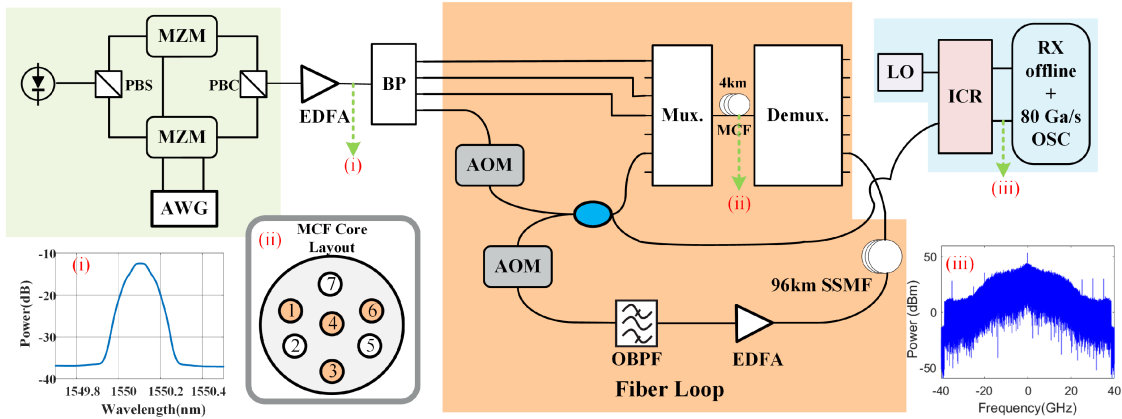 MZM
PBS
PBC
MZM
AWG
EDFA
(i)
BP
AOM
AOM
Mux.
4km
MCF
Demux.
(ii)
96km SSMF
OBPF
EDFA
Fiber Loop
LO
ICR
RX
offline
+
80 Ga/s
OSC
(iii)
(i)
Power(dB)
-10
-20
-30
-40
1549.8
1550
1550.2
1550.4
Wavelength(nm)
(ii)
MCF Core
Layout
7
1
6
4
2
5
3
(iii)
Power (dBm)
50
0
-50
-40
-20
0
20
40
Frequency(GHz)